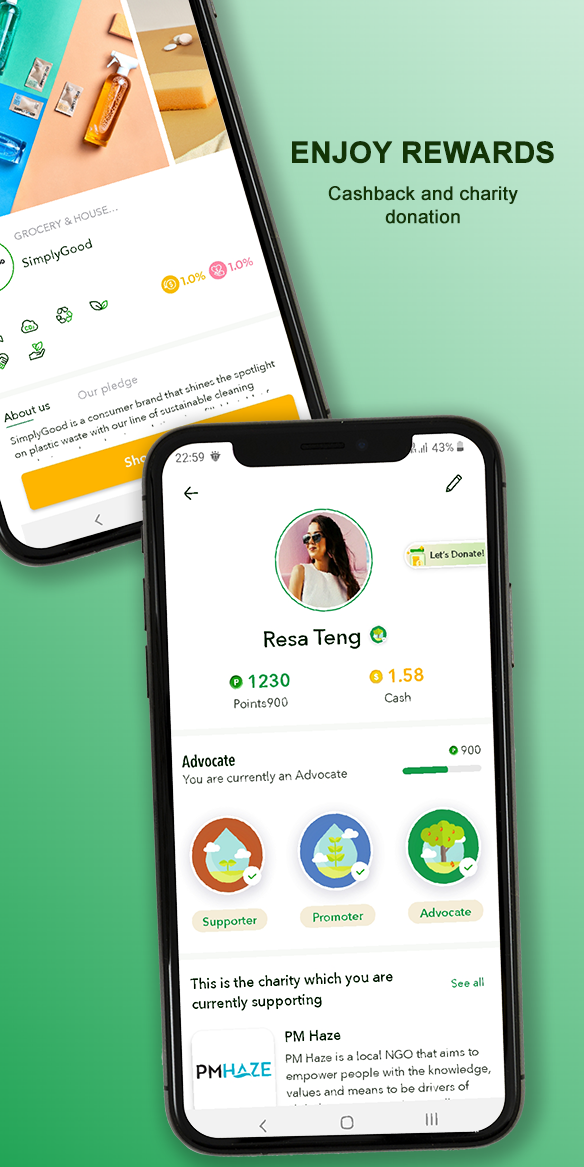 ENJOY REWARDS
Cashback and charity
donation
GROCERY & HOUSE...
SimplyGood
1.0% 1.0%
CO₂
About us Our pledge
SimplyGood is a consumer brand that shines the spotlight
on plastic waste with our line of sustainable cleaning
22:59 43%
Let's Donate!
Resa Teng
P 1230 $ 1.58
Points900 Cash
Advocate P 900
You are currently an Advocate
Supporter Promoter Advocate
This is the charity which you are See all
currently supporting
PM Haze
PMHAZE
PM Haze is a local NGO that aims to
empower people with the knowledge,
values and means to be drivers of